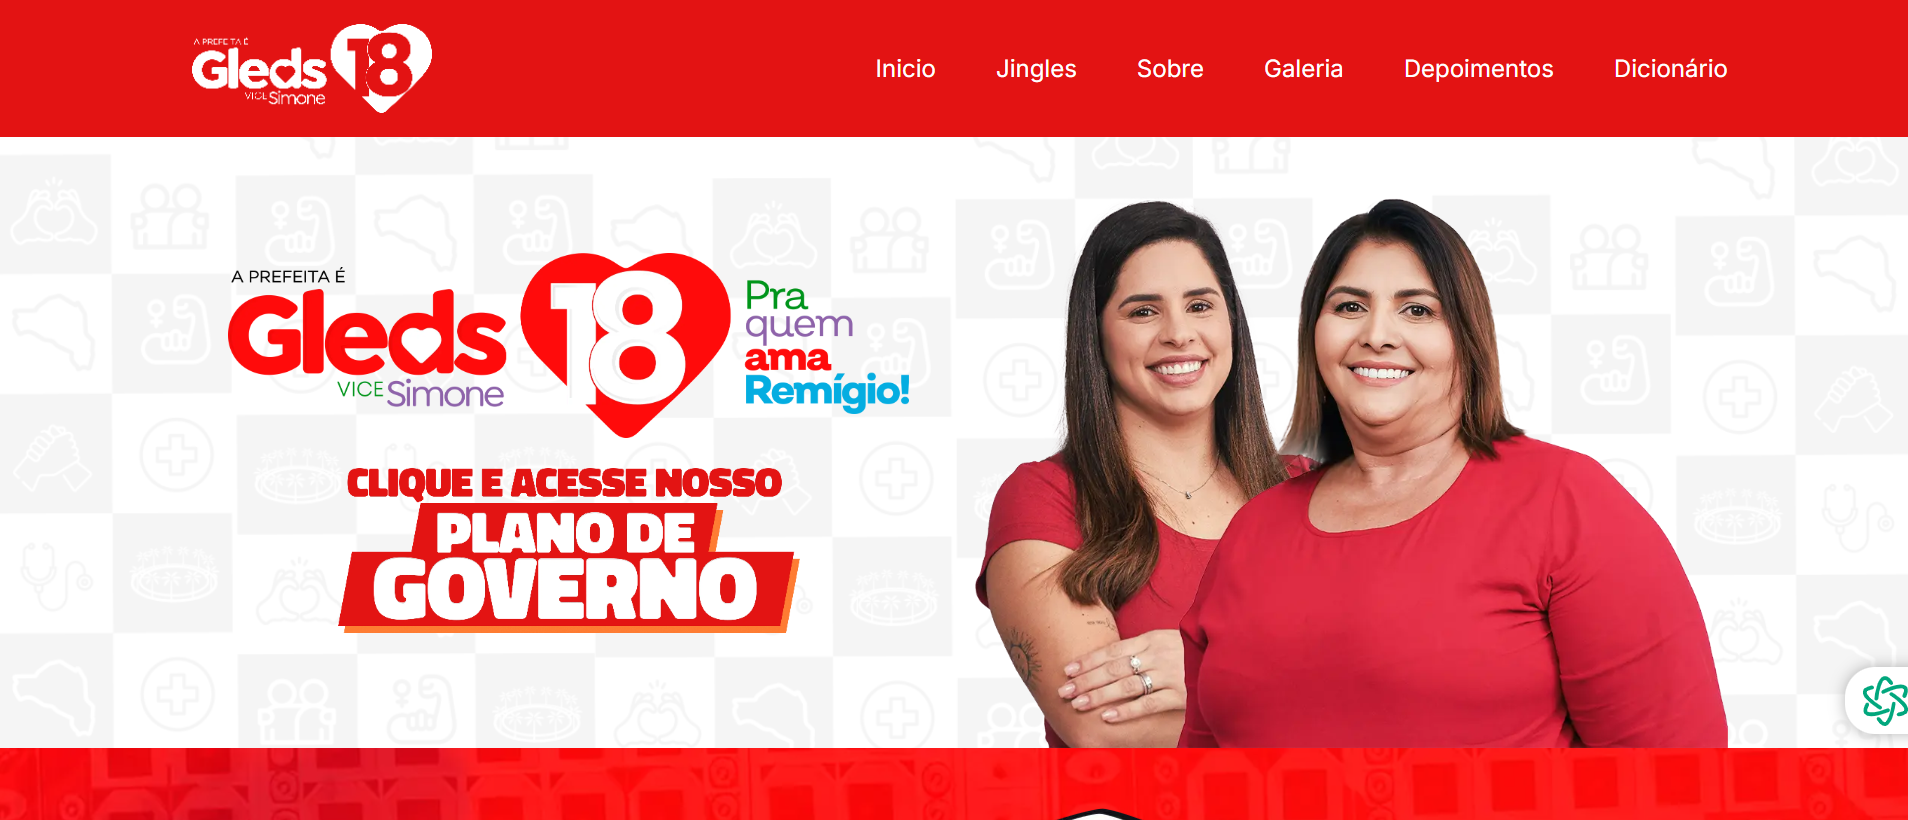 A PREFEITA É
Gleds 18
VICE Simone
Inicio Jingles Sobre Galeria Depoimentos Dicionário
A PREFEITA É
Gleds
VICE Simone
18
Pra
quem
ama
Remígio!
CLIQUE E ACESSE NOSSO
PLANO DE
GOVERNO